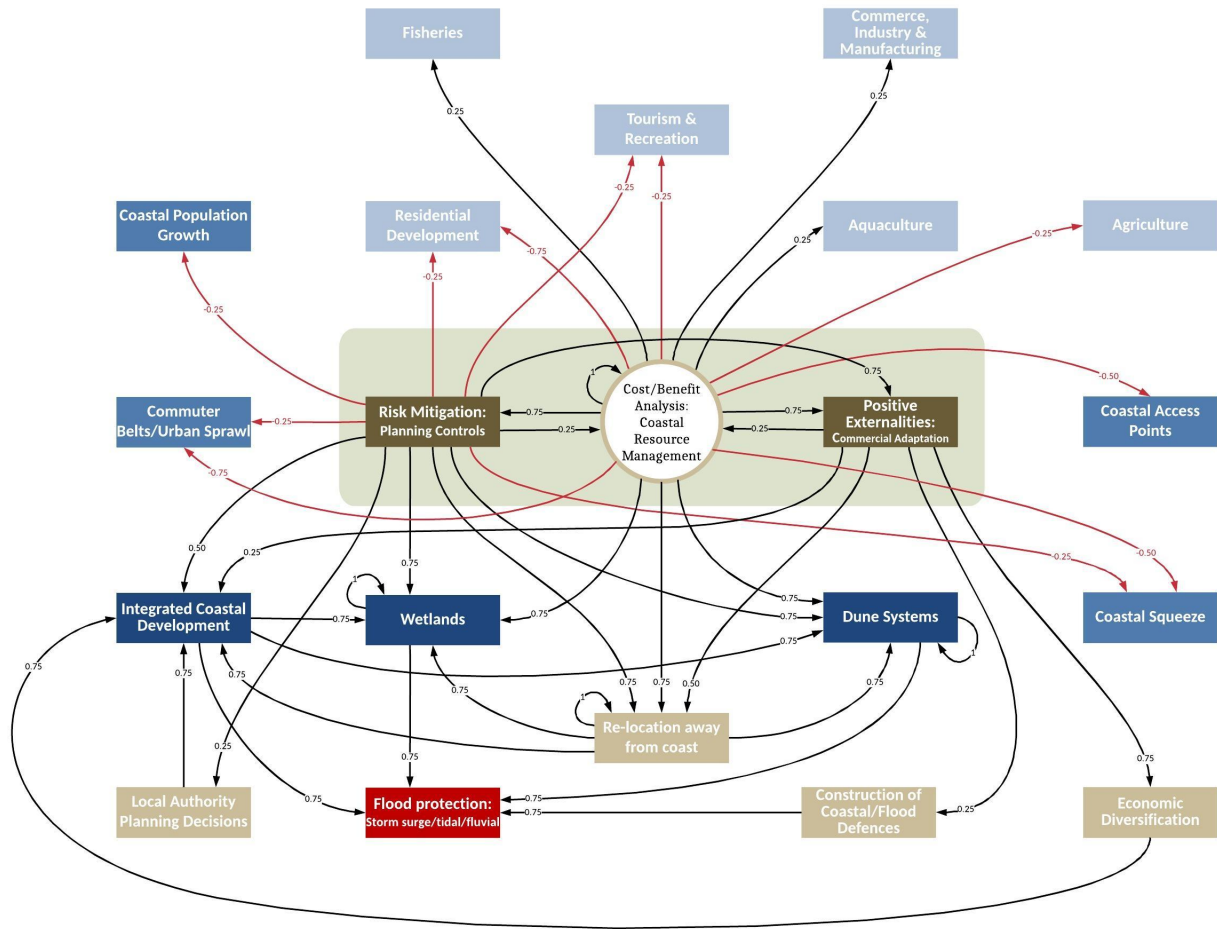 Fisheries
Commerce,
Industry &
Manufacturing
0.25
0.25
Tourism &
Recreation
-0.25
-0.25
Coastal Population
Growth
Residential
Development
Aquaculture
Agriculture
-0.75
0.25
-0.25
-0.25
-0.25
1
0.75
-0.50
Cost/Benefit
Analysis:
Coastal
Resource
Management
Commuter
Belts/Urban Sprawl
-0.25
Risk Mitigation:
Planning Controls
0.75
0.25
0.75
0.25
Positive
Externalities:
Commercial Adaptation
Coastal Access
Points
-0.75
0.50
0.25
0.75
-0.25
-0.50
1
0.75
0.75
0.75
Integrated Coastal
Development
0.75
Wetlands
Dune Systems
1
Coastal Squeeze
0.75
0.75
0.75
0.75
0.75
0.75
0.50
0.75
0.75
1
Re-location away
from coast
0.25
0.75
0.75
Local Authority
Planning Decisions
0.75
Flood protection:
Storm surge/tidal/fluvial
0.75
0.75
Construction of
Coastal/Flood
Defences
0.25
Economic
Diversification